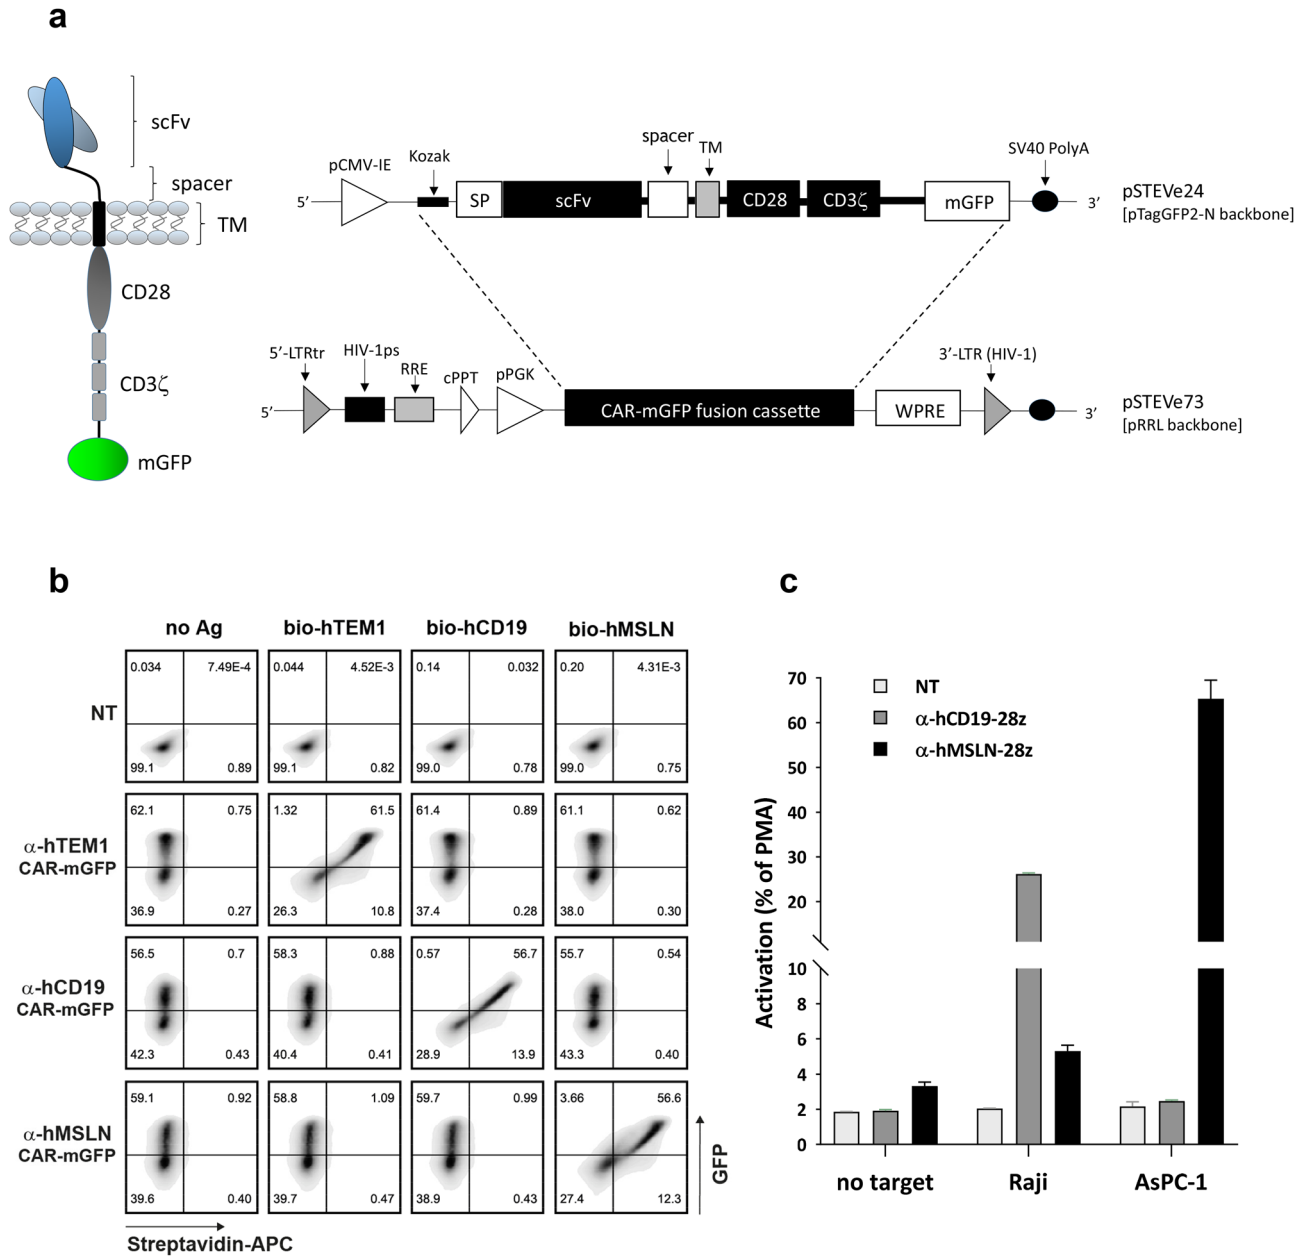 a
scFv
spacer
TM
CD28
CD3ζ
mGFP
5’
pCMV-IE
Kozak
SP
scFv
spacer
TM
CD28
CD3ζ
mGFP
SV40 PolyA
3’
pSTEVe24
[pTagGFP2-N backbone]
5’
5’-LTRtr
HIV-1ps
RRE
cPPT
pPGK
CAR-mGFP fusion cassette
WPRE
3’-LTR (HIV-1)
3’
pSTEVe73
[pRRL backbone]
b
no Ag bio-hTEM1 bio-hCD19 bio-hMSLN
NT
0.034 7.49E-4 0.044 4.52E-3 0.14 0.032 0.20 4.31E-3
99.1 0.89 99.1 0.82 99.0 0.78 99.0 0.75
α-hTEM1
CAR-mGFP
62.1 0.75 1.32 61.5 61.4 0.89 61.1 0.62
36.9 0.27 26.3 10.8 37.4 0.28 38.0 0.30
α-hCD19
CAR-mGFP
56.5 0.7 58.3 0.88 0.57 56.7 55.7 0.54
42.3 0.43 40.4 0.41 28.9 13.9 43.3 0.40
α-hMSLN
CAR-mGFP
59.1 0.92 58.8 1.09 59.7 0.99 3.66 56.6
39.6 0.40 39.7 0.47 38.9 0.43 27.4 12.3
GFP
Streptavidin-APC
c
Activation (% of PMA)
70
60
50
40
30
20
10
8
6
4
2
0
NT
α-hCD19-28z
α-hMSLN-28z
no target Raji AsPC-1